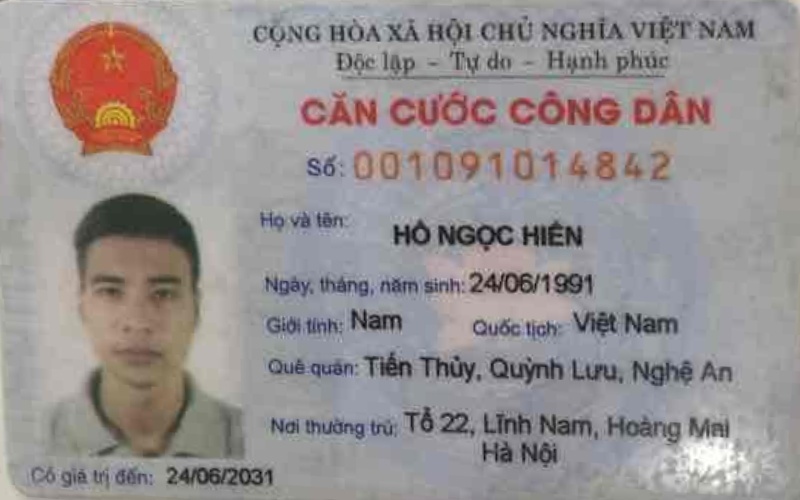 CỘNG HÒA XÃ HỘI CHỦ NGHĨA VIỆT NAM
Độc lập - Tự do - Hạnh phúc
CĂN CƯỚC CÔNG DÂN
Số: 001091014842
Họ và tên:
HỒ NGỌC HIẾN
Ngày, tháng, năm sinh: 24/06/1991
Giới tính: Nam Quốc tịch: Việt Nam
Quê quán: Tiến Thủy, Quỳnh Lưu, Nghệ An
Nơi thường trú: Tổ 22, Lĩnh Nam, Hoàng Mai
Hà Nội
Có giá trị đến: 24/06/2031